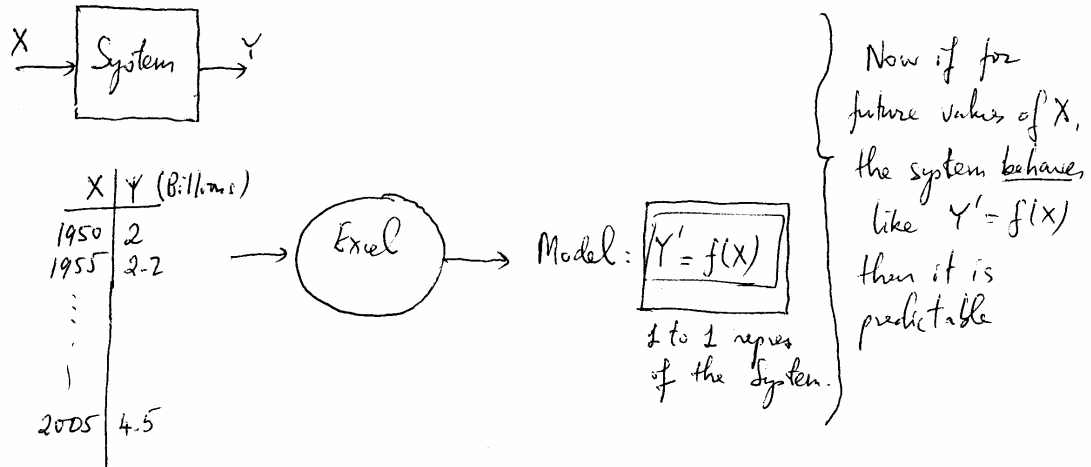 X System Y
X Y (Billions)
1950 2
1955 2.2
2005 4.5
Excel
Model: Y' = f(X)
1 to 1 repres
of the System.
Now if for
future values of X,
the system behaves
like Y' = f(X)
then it is
predictable